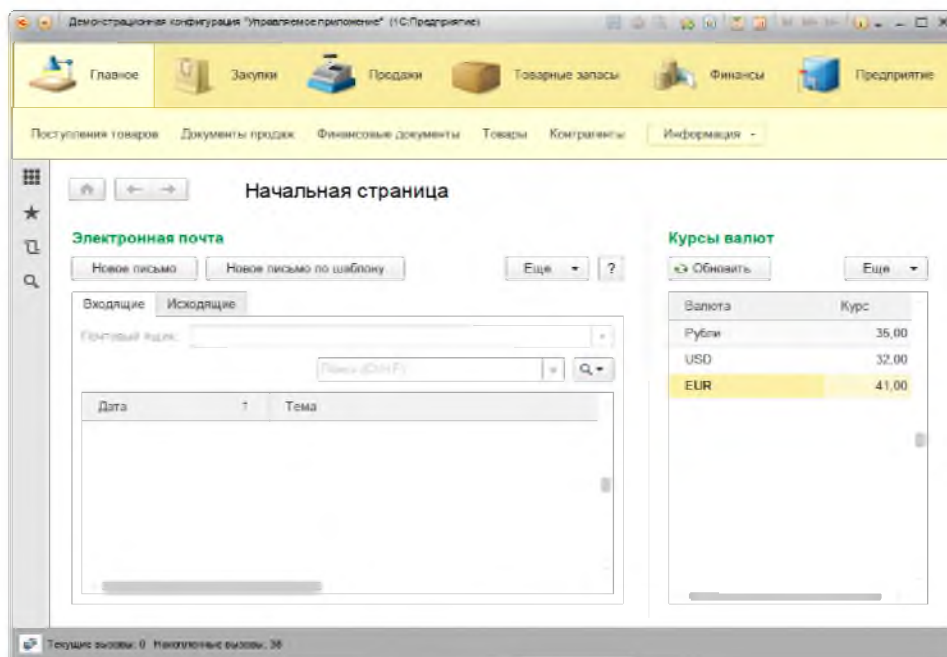 Демонстрационная конфигурация "Управляемое приложение" (1С:Предприятие)
Главное Закупки Продажи Товарные запасы Финансы Предприятие
Поступления товаров Документы продаж Финансовые документы Товары Контрагенты Информация
Начальная страница
Электронная почта
Новое письмо Новое письмо по шаблону Еще ?
Входящие Исходящие
Почтовый ящик:
Поиск (Ctrl+F)
Дата Тема
Курсы валют
Обновить Еще
Валюта Курс
Рубли 35,00
USD 32,00
EUR 41,00
Текущие вызовы: 0 Накопленные вызовы: 38